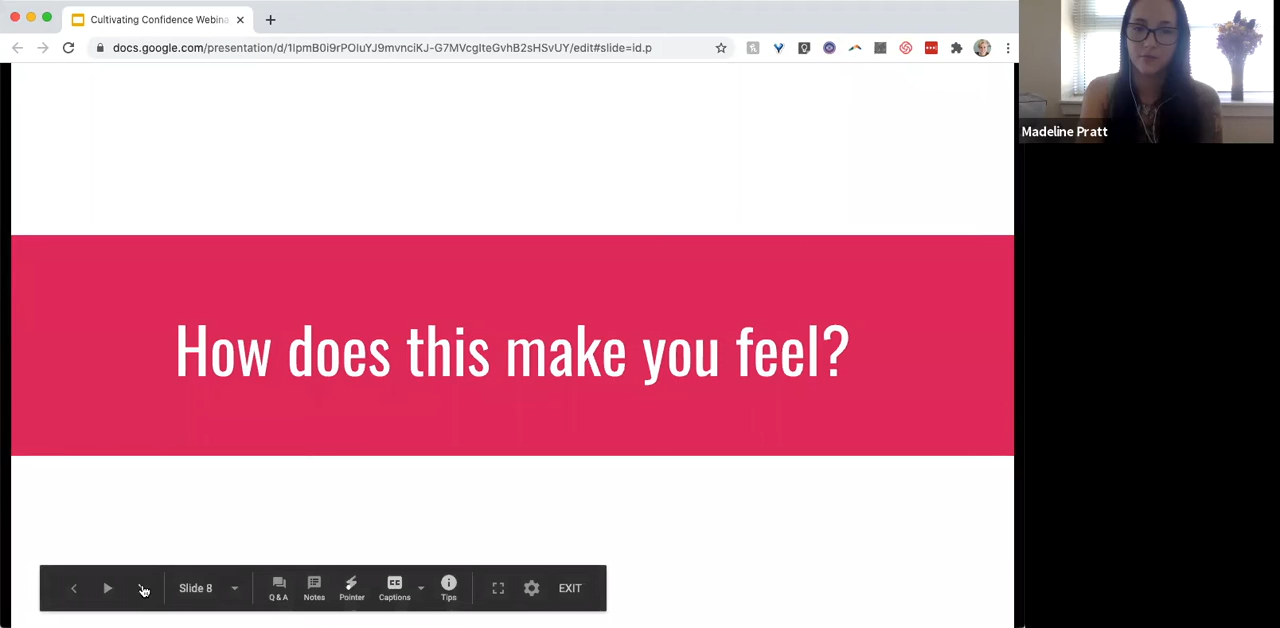 Cultivating Confidence Webina
docs.google.com/presentation/d/1lpmB0i9rPOluYJ9mvnciKJ-G7MVcgIteGvhB2sHSvUY/edit#slide=id.p
Madeline Pratt
How does this make you feel?
Slide 8
Q & A
Notes
Pointer
Captions
Tips
EXIT